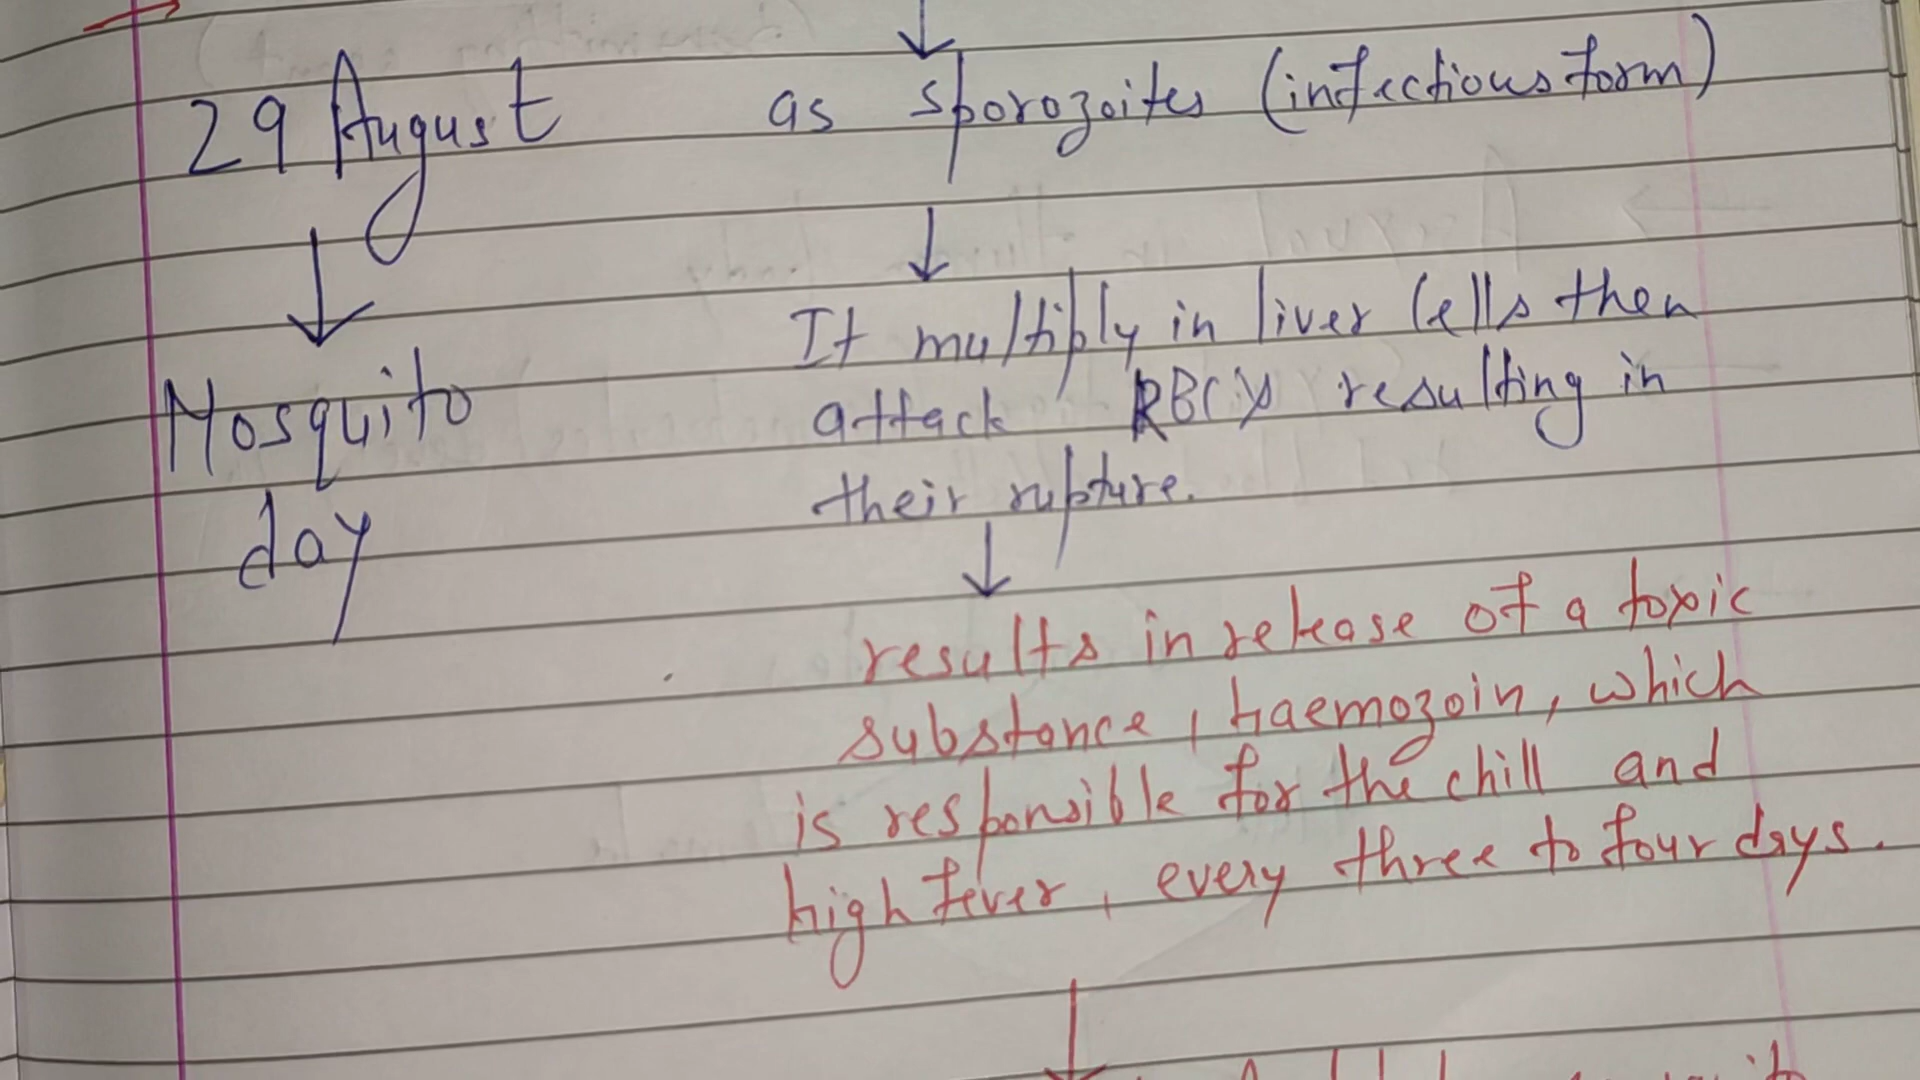 29 August
↓
Mosquito
day
↓
as sporozoites (infectious form)
↓
It multiply in liver cells then
attack RBCs resulting in
their rupture.
↓
results in release of a toxic
substance, haemozoin, which
is responsible for the chill and
high fever, every three to four days.
↓